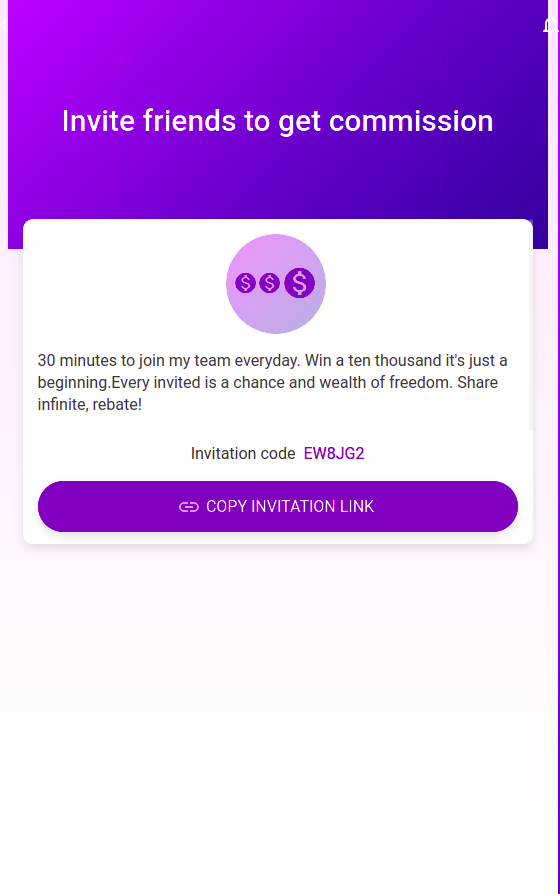 Invite friends to get commission
30 minutes to join my team everyday. Win a ten thousand it's just a
beginning.Every invited is a chance and wealth of freedom. Share
infinite, rebate!
Invitation code EW8JG2
COPY INVITATION LINK